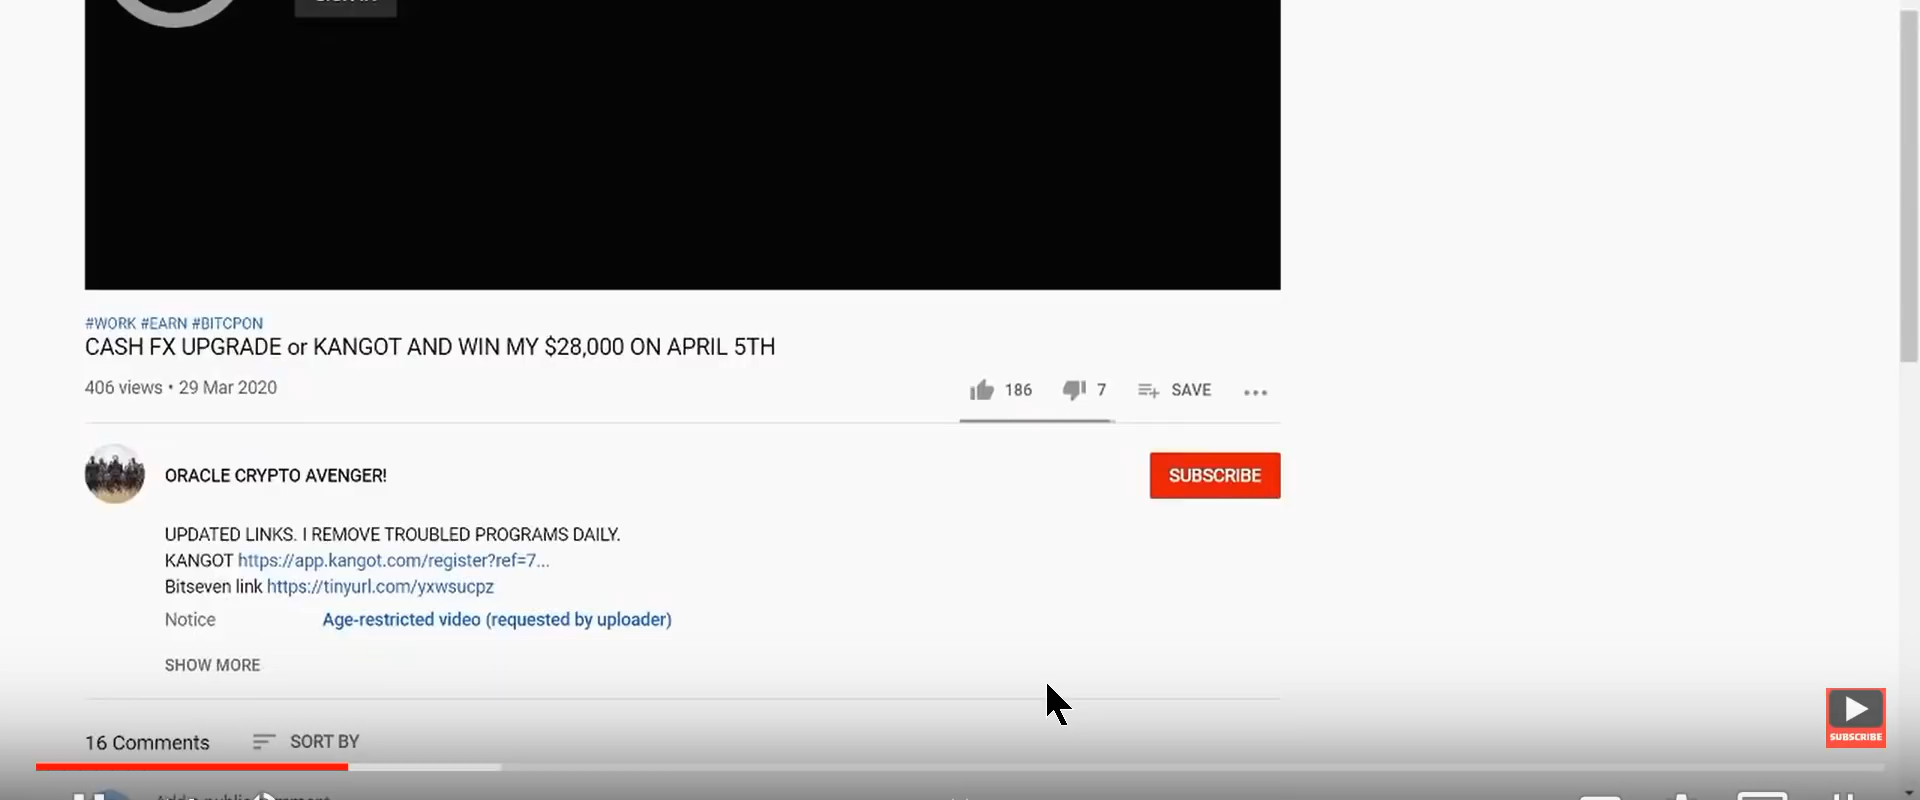 #WORK #EARN #BITCPON
CASH FX UPGRADE or KANGOT AND WIN MY $28,000 ON APRIL 5TH
406 views • 29 Mar 2020
186 7 SAVE
ORACLE CRYPTO AVENGER!
SUBSCRIBE
UPDATED LINKS. I REMOVE TROUBLED PROGRAMS DAILY.
KANGOT https://app.kangot.com/register?ref=7...
Bitseven link https://tinyurl.com/yxwsucpz
Notice Age-restricted video (requested by uploader)
SHOW MORE
SUBSCRIBE
16 Comments SORT BY